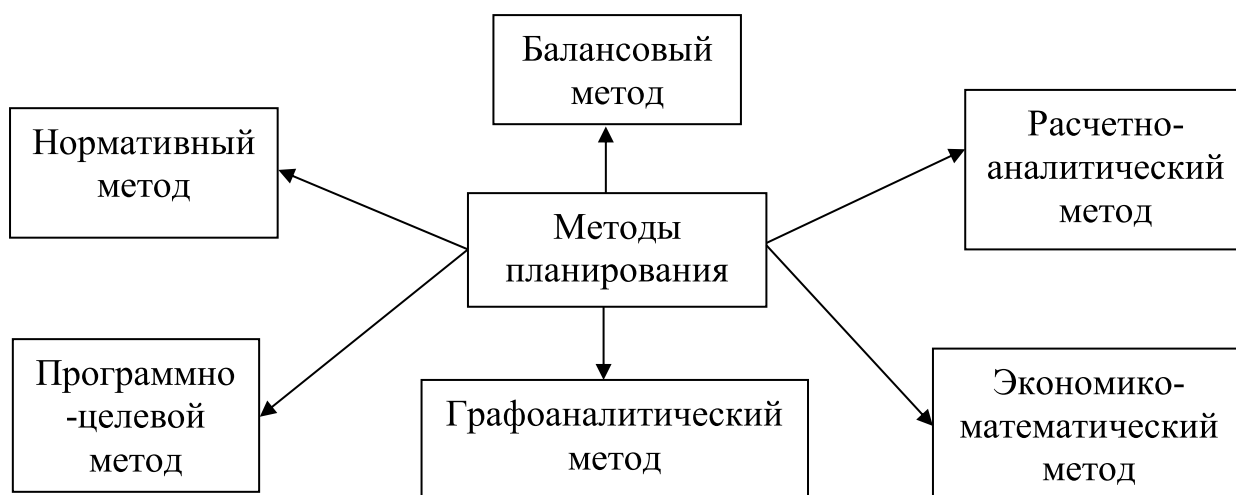 Балансовый
метод
Нормативный
метод
Расчетно-
аналитический
метод
Методы
планирования
Программно
-целевой
метод
Графоаналитический
метод
Экономико-
математический
метод